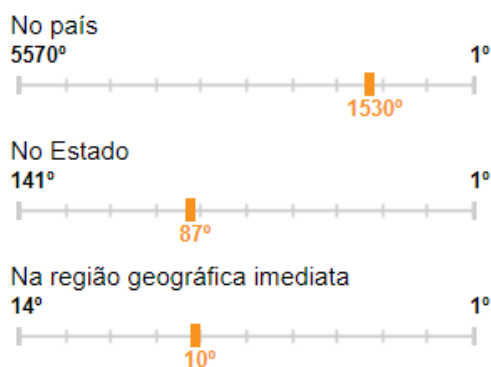 No país
5570º 1º
1530º
No Estado
141º 1º
87º
Na região geográfica imediata
14º 1º
10º